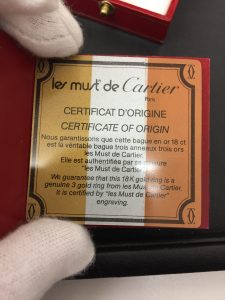 les must de Cartier
Paris
CERTIFICAT D'ORIGINE
CERTIFICATE OF ORIGIN
Nous garantissons que cette bague en or 18 ct
est la véritable bague trois anneaux trois ors
les Must de Cartier.
Elle est authentifiée par sa gravure
"les Must de Cartier"
We guarantee that this 18K gold ring is a
genuine 3 gold ring from les Must de Cartier.
It is certified by "les Must de Cartier"
engraving.